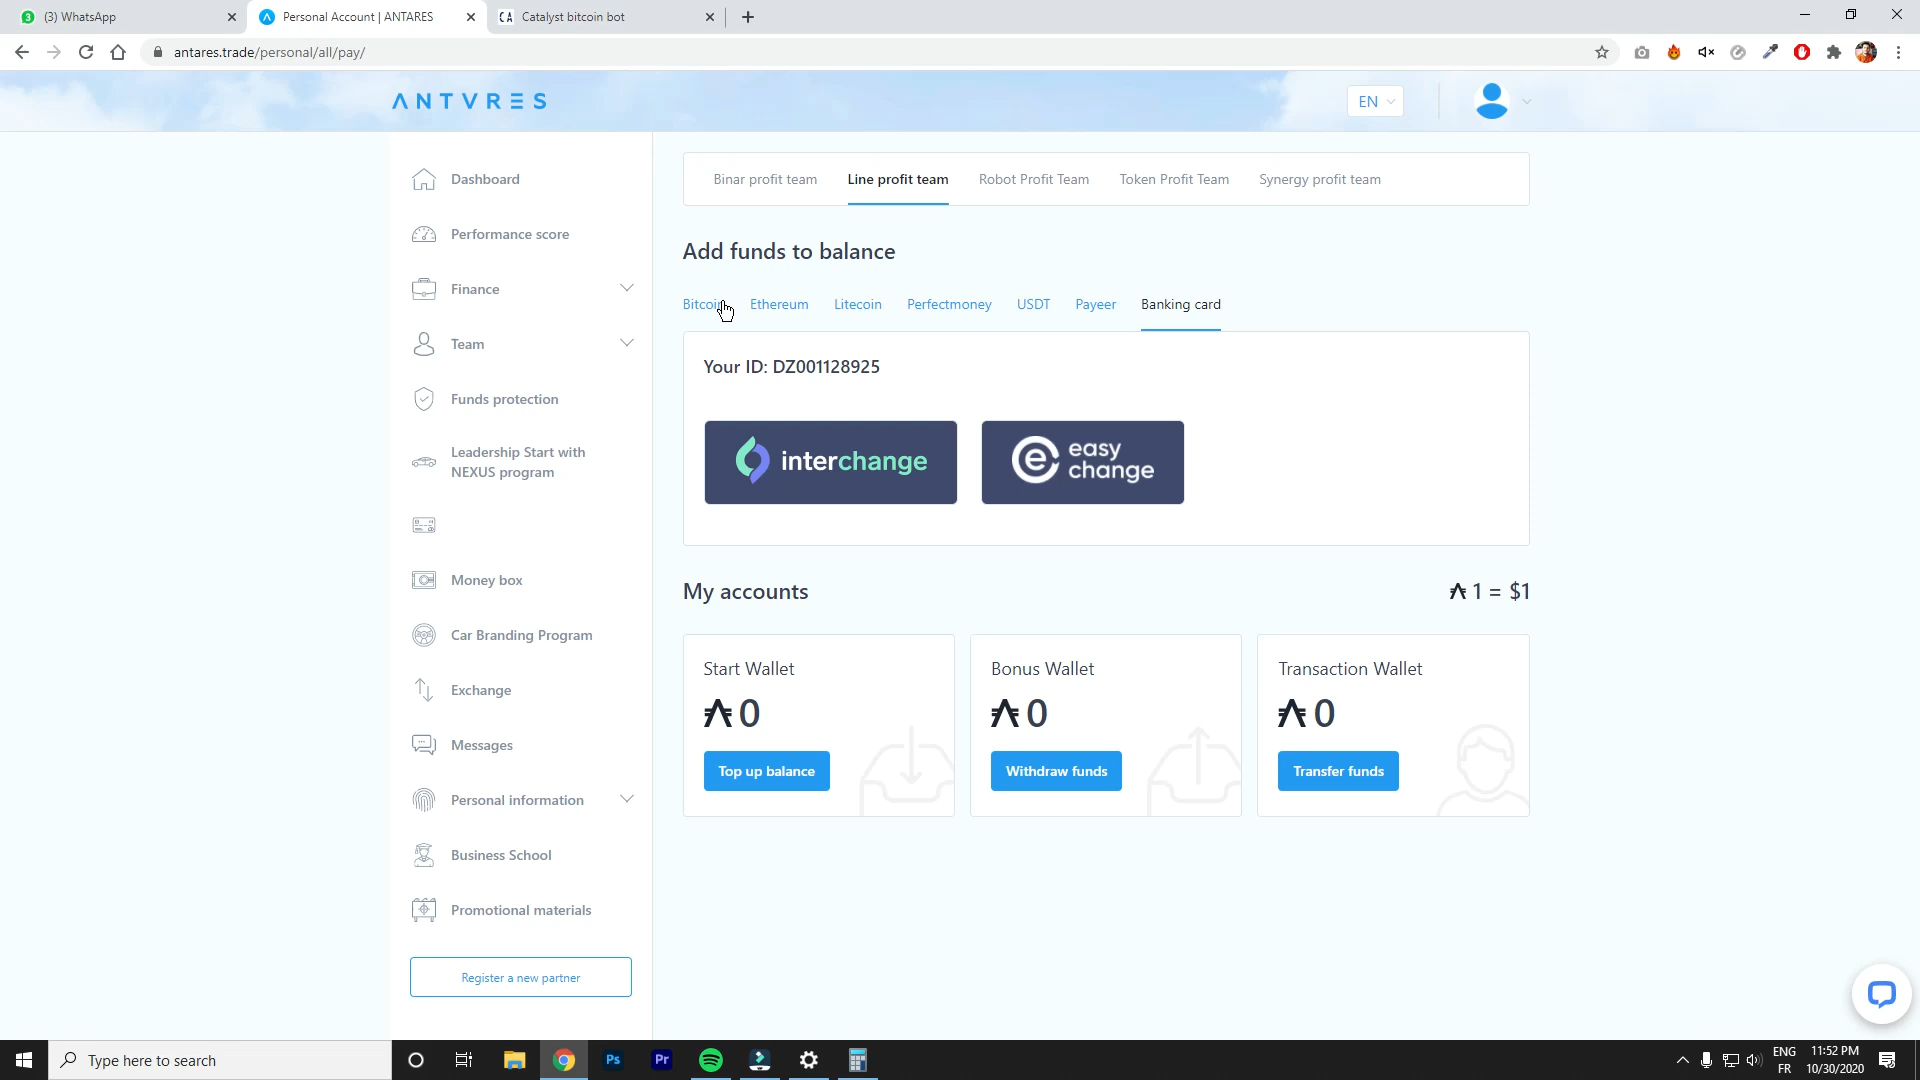 (3) WhatsApp
Personal Account | ANTARES
Catalyst bitcoin bot
antares.trade/personal/all/pay/
ANTVRES
EN
Dashboard
Performance score
Finance
Team
Funds protection
Leadership Start with
NEXUS program
Money box
Car Branding Program
Exchange
Messages
Personal information
Business School
Promotional materials
Register a new partner
Binar profit team
Line profit team
Robot Profit Team
Token Profit Team
Synergy profit team
Add funds to balance
Bitcoin
Ethereum
Litecoin
Perfectmoney
USDT
Payeer
Banking card
Your ID: DZ001128925
interchange
easy
change
My accounts
₳ 1 = $1
Start Wallet
₳ 0
Top up balance
Bonus Wallet
₳ 0
Withdraw funds
Transaction Wallet
₳ 0
Transfer funds
Type here to search
Ps
Pr
ENG
FR
11:52 PM
10/30/2020